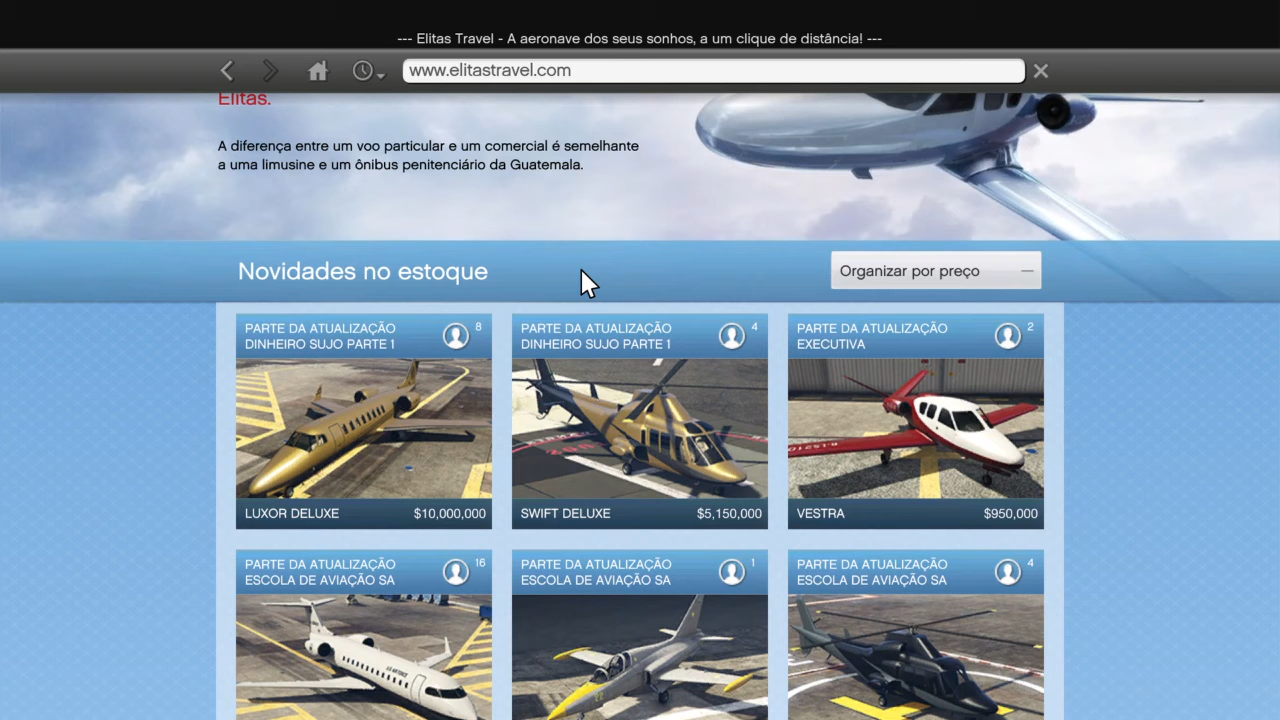 --- Elitas Travel - A aeronave dos seus sonhos, a um clique de distância! ---
www.elitastravel.com
Elitas.
A diferença entre um voo particular e um comercial é semelhante
a uma limusine e um ônibus penitenciário da Guatemala.
Novidades no estoque
Organizar por preço
PARTE DA ATUALIZAÇÃO
DINHEIRO SUJO PARTE 1
8
PARTE DA ATUALIZAÇÃO
DINHEIRO SUJO PARTE 1
4
PARTE DA ATUALIZAÇÃO
EXECUTIVA
2
LUXOR DELUXE $10,000,000
SWIFT DELUXE $5,150,000
VESTRA $950,000
PARTE DA ATUALIZAÇÃO
ESCOLA DE AVIAÇÃO SA
16
PARTE DA ATUALIZAÇÃO
ESCOLA DE AVIAÇÃO SA
1
PARTE DA ATUALIZAÇÃO
ESCOLA DE AVIAÇÃO SA
4